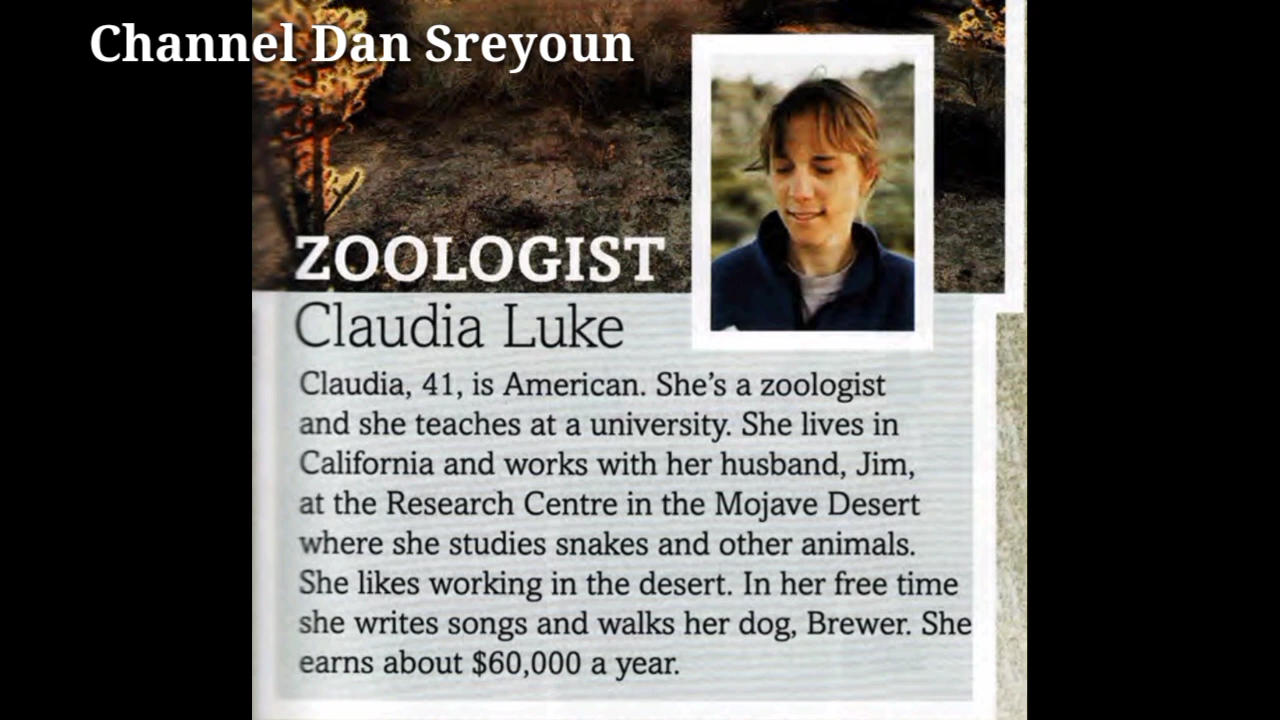 Channel Dan Sreyoun
ZOOLOGIST
Claudia Luke
Claudia, 41, is American. She's a zoologist
and she teaches at a university. She lives in
California and works with her husband, Jim,
at the Research Centre in the Mojave Desert
where she studies snakes and other animals.
She likes working in the desert. In her free time
she writes songs and walks her dog, Brewer. She
earns about $60,000 a year.